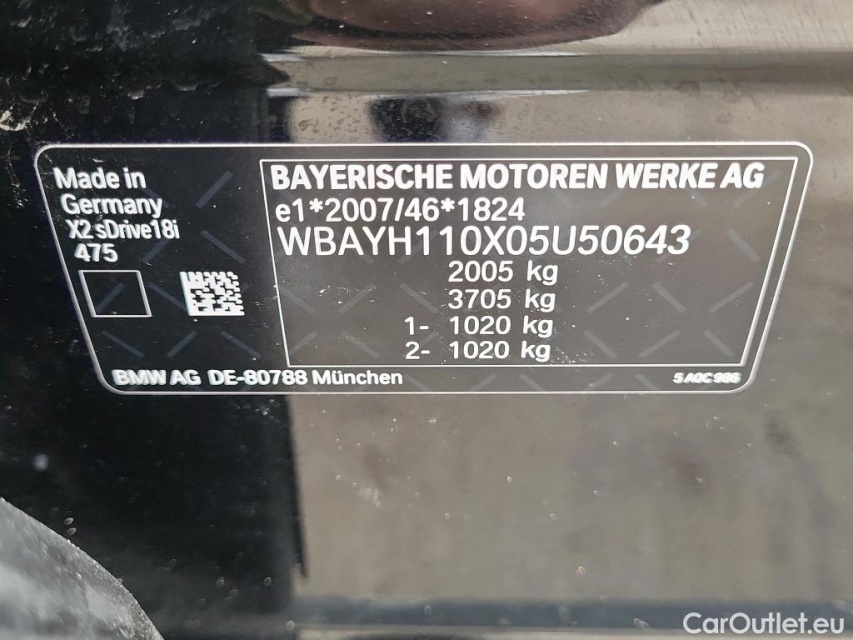 Made in
Germany
X2 sDrive18i
475
BAYERISCHE MOTOREN WERKE AG
e1*2007/46*1824
WBAYH110X05U50643
2005 kg
3705 kg
1- 1020 kg
2- 1020 kg
BMW AG DE-80788 München
CarOutlet.eu